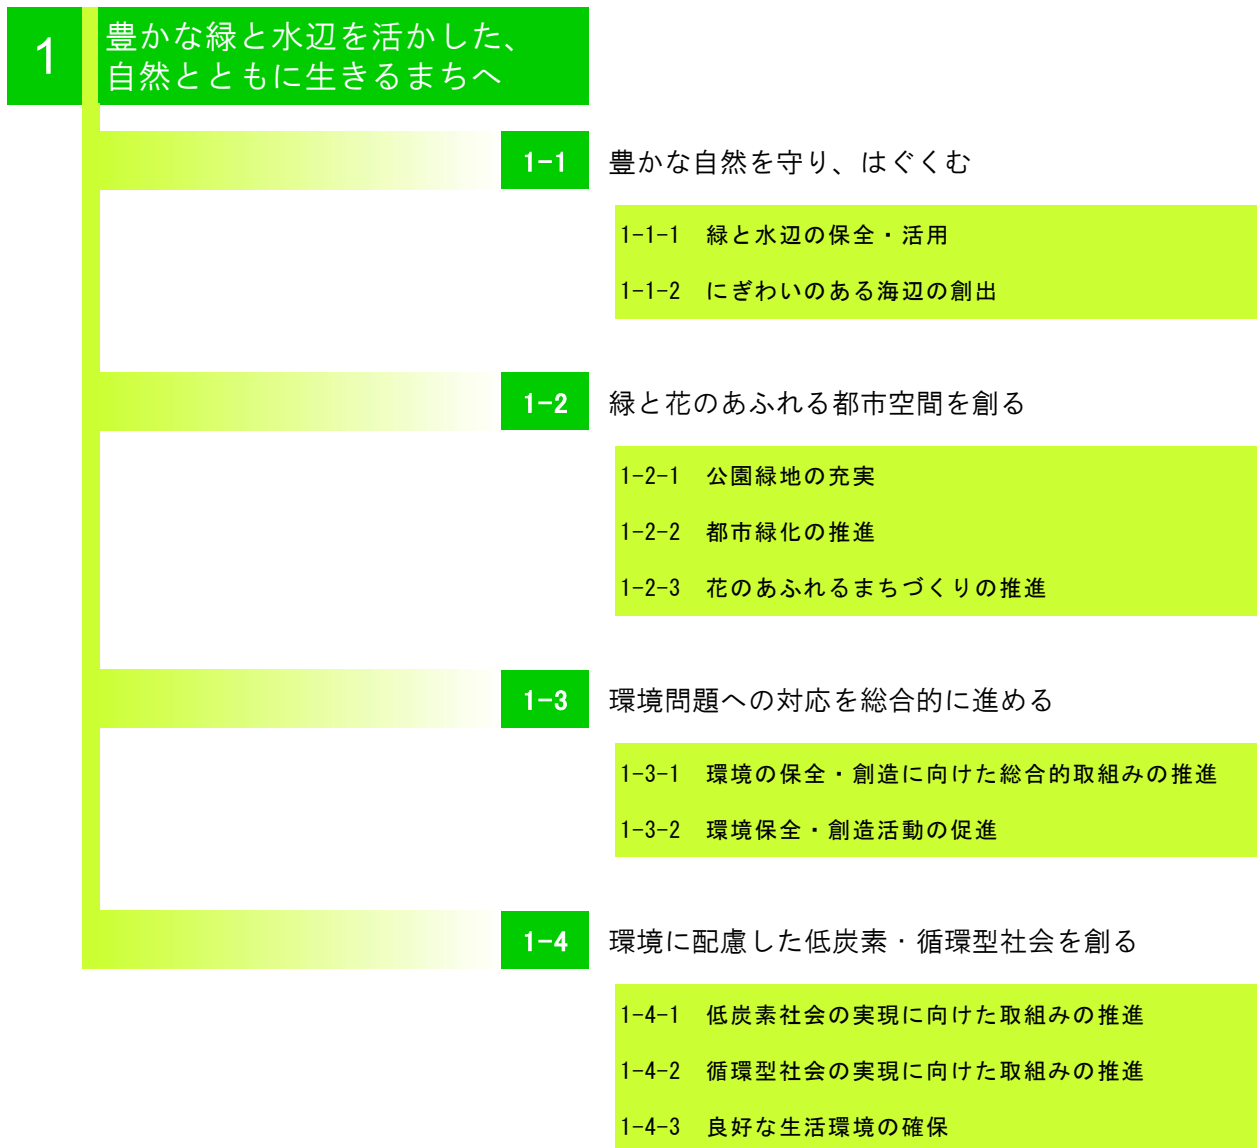 1
豊かな緑と水辺を活かした、
自然とともに生きるまちへ
1-1 豊かな自然を守り、はぐくむ
1-1-1 緑と水辺の保全・活用
1-1-2 にぎわいのある海辺の創出
1-2 緑と花のあふれる都市空間を創る
1-2-1 公園緑地の充実
1-2-2 都市緑化の推進
1-2-3 花のあふれるまちづくりの推進
1-3 環境問題への対応を総合的に進める
1-3-1 環境の保全・創造に向けた総合的取組みの推進
1-3-2 環境保全・創造活動の促進
1-4 環境に配慮した低炭素・循環型社会を創る
1-4-1 低炭素社会の実現に向けた取組みの推進
1-4-2 循環型社会の実現に向けた取組みの推進
1-4-3 良好な生活環境の確保